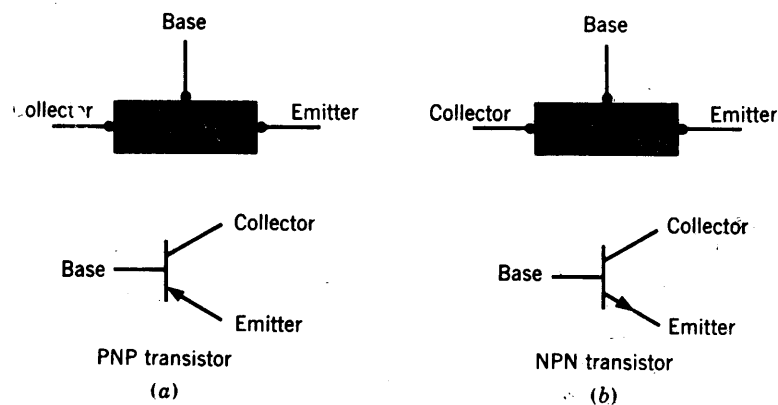 Base
Base
Emitter
Collector
Emitter
Collector
Collector
Base
Base
Emitter
Emitter
PNP transistor
NPN transistor
(a)
(b)